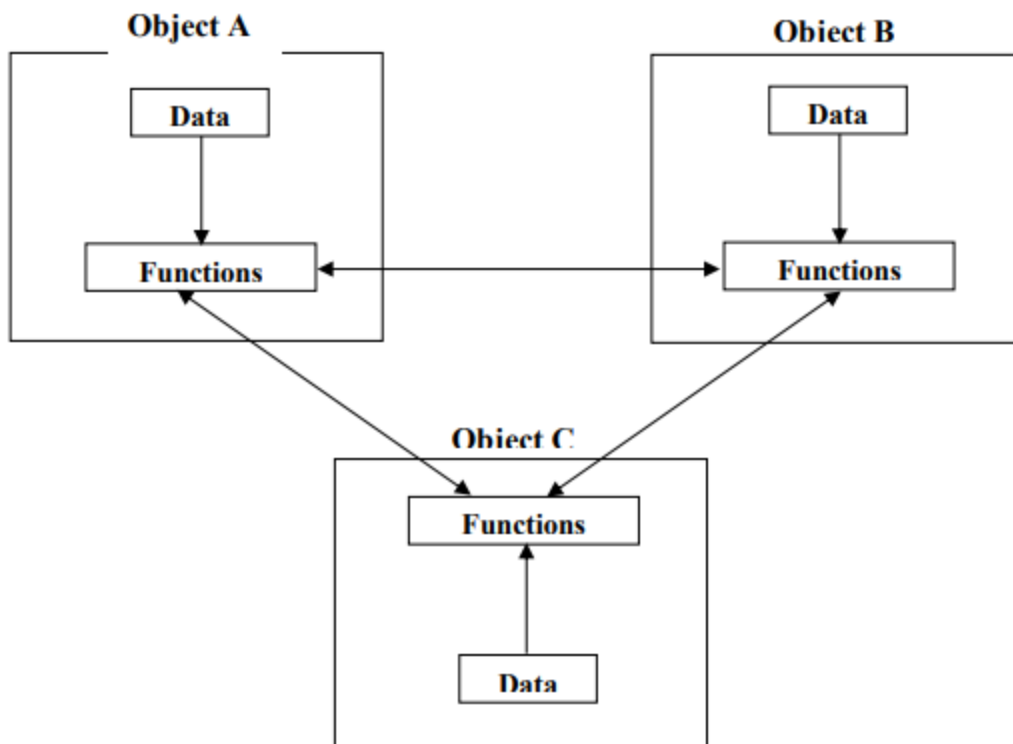 Object A
Object B
Data
Data
Functions
Functions
Object C
Functions
Data